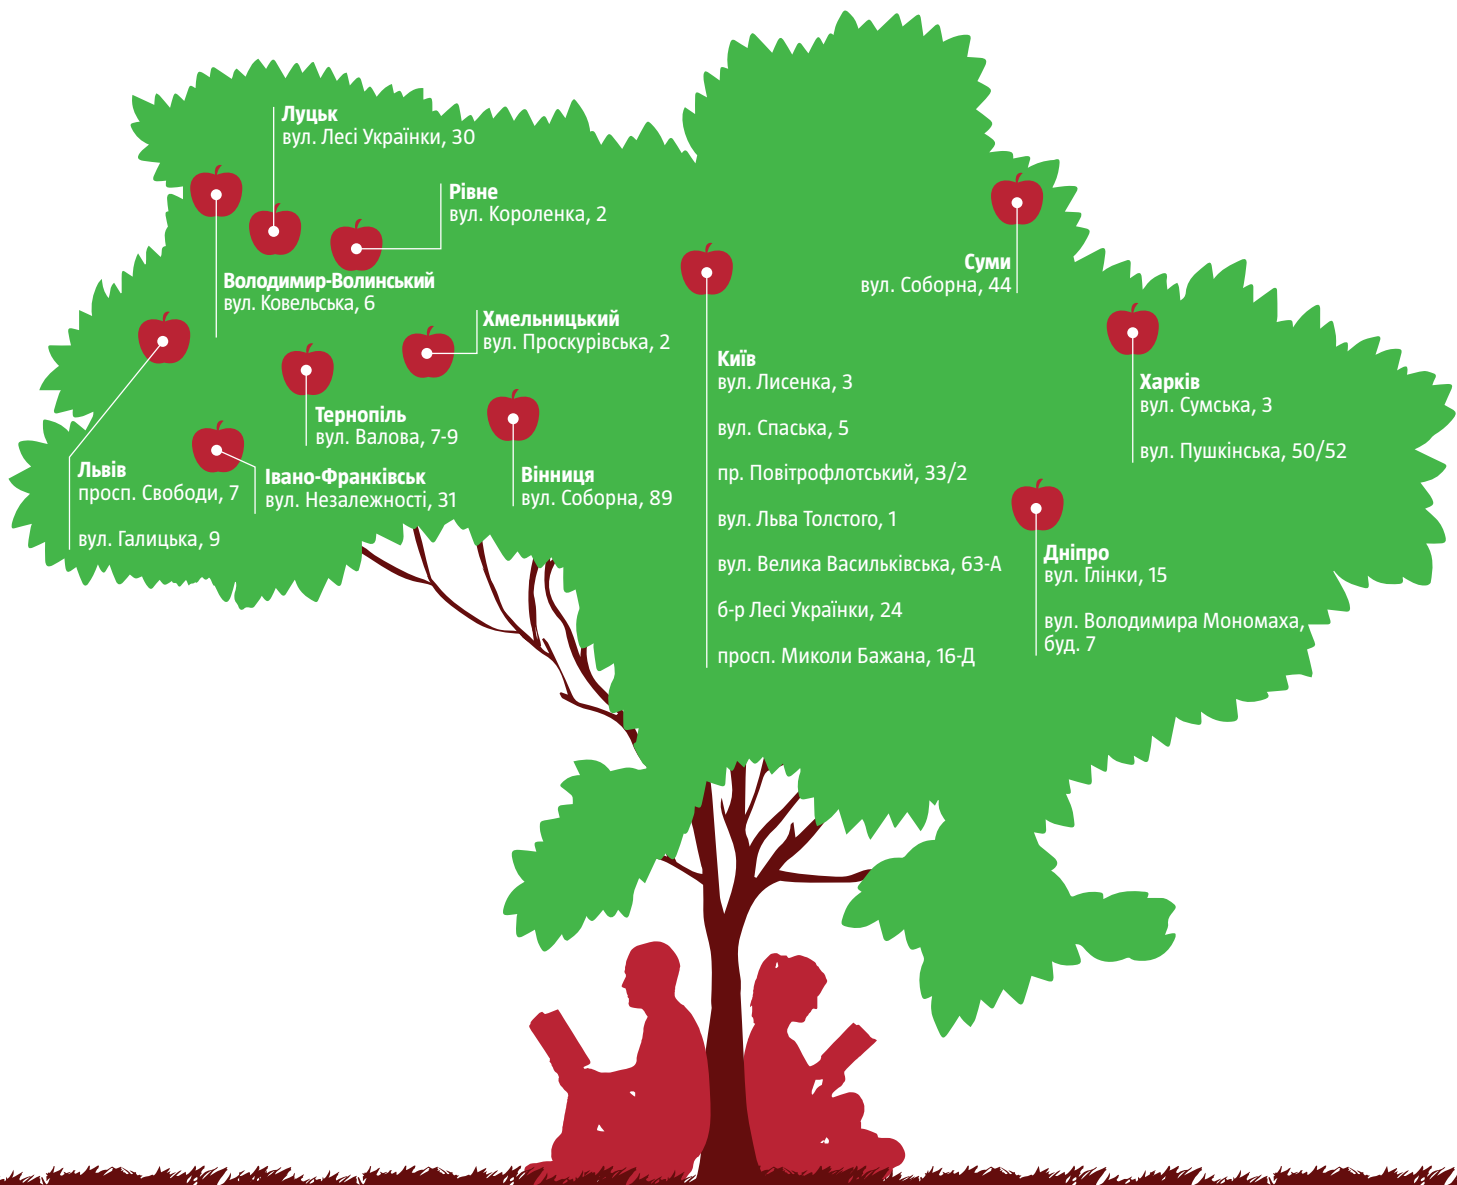 Луцьк
вул. Лесі Українки, 30
Рівне
вул. Короленка, 2
Володимир-Волинський
вул. Ковельська, 6
Хмельницький
вул. Проскурівська, 2
Тернопіль
вул. Валова, 7-9
Львів
просп. Свободи, 7
вул. Галицька, 9
Івано-Франківськ
вул. Незалежності, 31
Вінниця
вул. Соборна, 89
Київ
вул. Лисенка, 3
вул. Спаська, 5
пр. Повітрофлотський, 33/2
вул. Льва Толстого, 1
вул. Велика Васильківська, 63-А
б-р Лесі Українки, 24
просп. Миколи Бажана, 16-Д
Суми
вул. Соборна, 44
Харків
вул. Сумська, 3
вул. Пушкінська, 50/52
Дніпро
вул. Глінки, 15
вул. Володимира Мономаха,
буд. 7